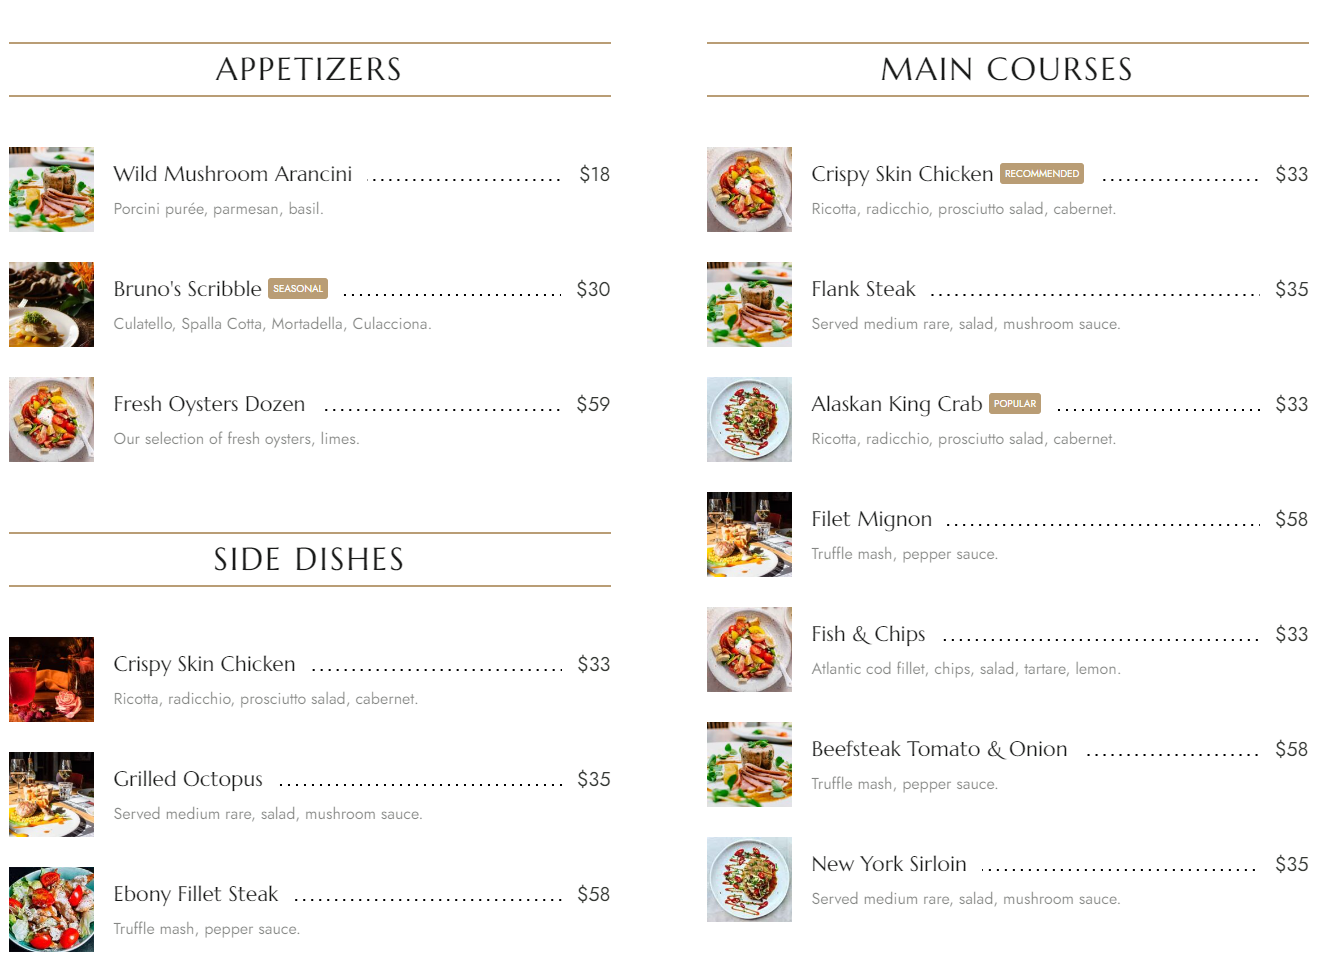 APPETIZERS
Wild Mushroom Arancini ........................ $18
Porcini purée, parmesan, basil.
Bruno's Scribble SEASONAL ........................... $30
Culatello, Spalla Cotta, Mortadella, Culacciona.
Fresh Oysters Dozen .............................. $59
Our selection of fresh oysters, limes.
SIDE DISHES
Crispy Skin Chicken ................................ $33
Ricotta, radicchio, prosciutto salad, cabernet.
Grilled Octopus .................................... $35
Served medium rare, salad, mushroom sauce.
Ebony Fillet Steak .................................. $58
Truffle mash, pepper sauce.
MAIN COURSES
Crispy Skin Chicken RECOMMENDED .................... $33
Ricotta, radicchio, prosciutto salad, cabernet.
Flank Steak ......................................... $35
Served medium rare, salad, mushroom sauce.
Alaskan King Crab POPULAR .......................... $33
Ricotta, radicchio, prosciutto salad, cabernet.
Filet Mignon ........................................ $58
Truffle mash, pepper sauce.
Fish & Chips ........................................ $33
Atlantic cod fillet, chips, salad, tartare, lemon.
Beefsteak Tomato & Onion ...................... $58
Truffle mash, pepper sauce.
New York Sirloin ................................... $35
Served medium rare, salad, mushroom sauce.